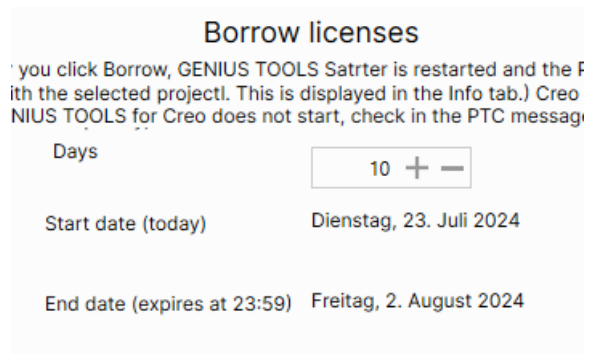 Borrow licenses
you click Borrow, GENIUS TOOLS Satrter is restarted and the
ith the selected projectl. This is displayed in the Info tab.) Creo
NIUS TOOLS for Creo does not start, check in the PTC messag
Days
10
Start date (today) Dienstag, 23. Juli 2024
End date (expires at 23:59) Freitag, 2. August 2024